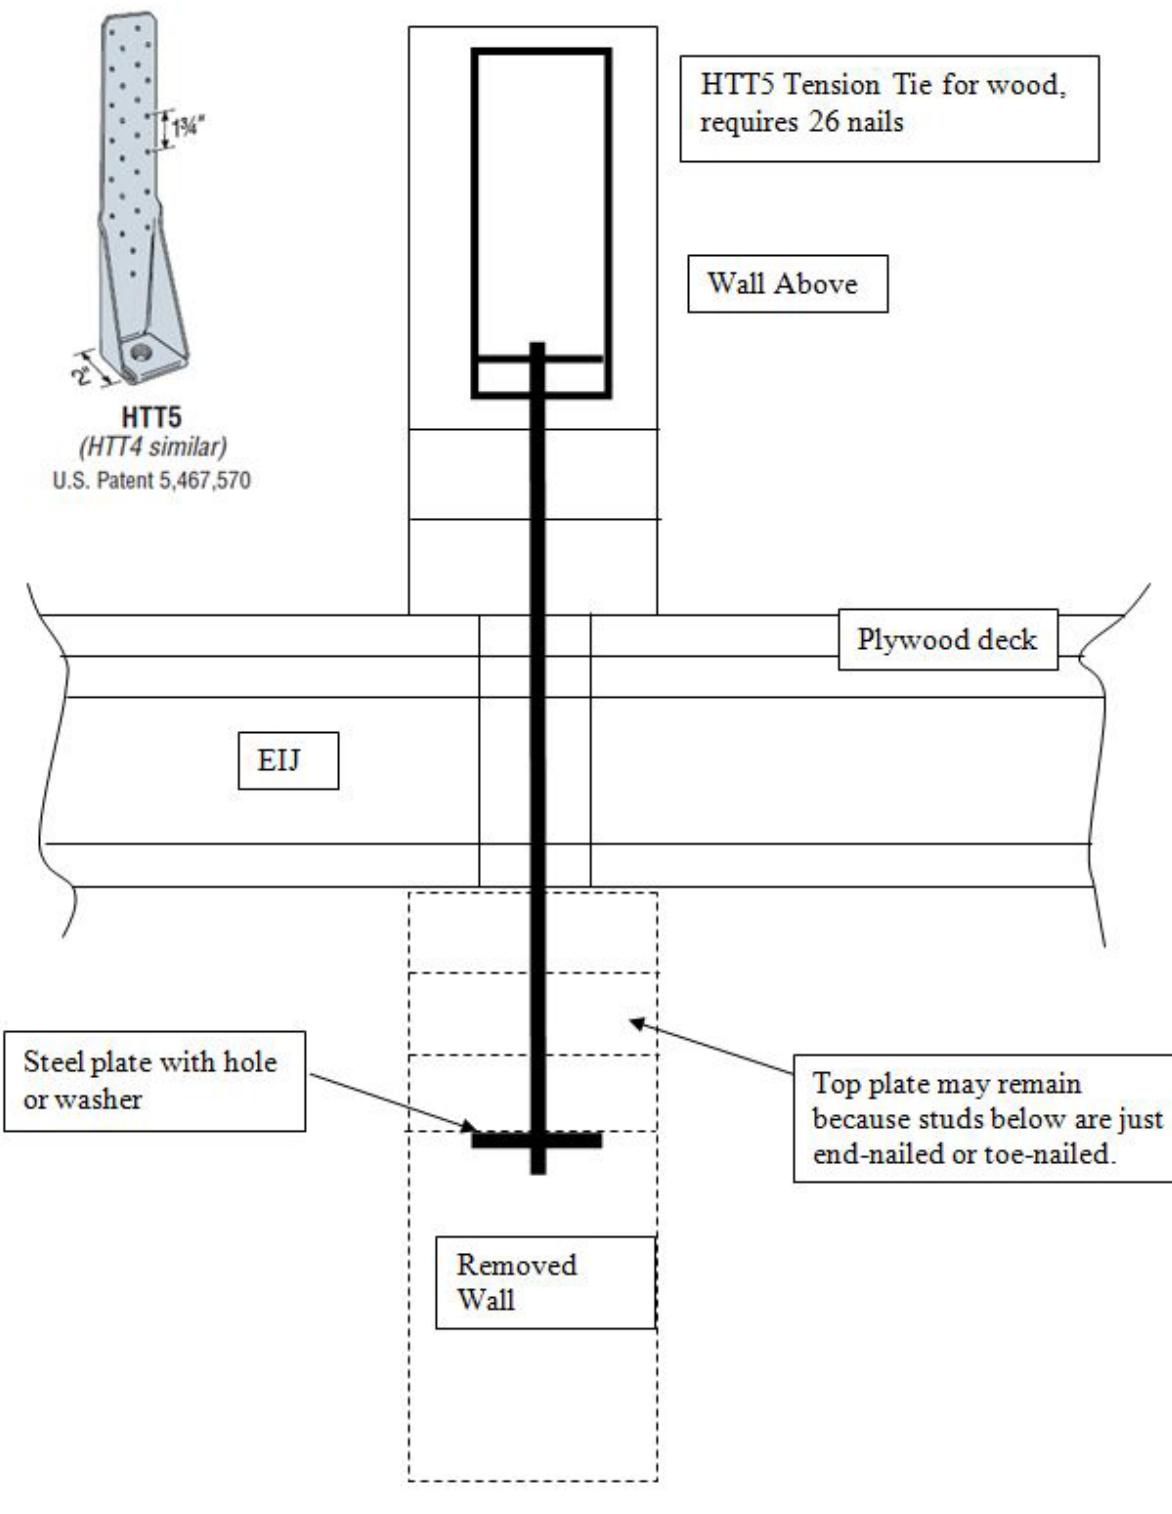 1¾"
2"
HTT5
(HTT4 similar)
U.S. Patent 5,467,570
HTT5 Tension Tie for wood,
requires 26 nails
Wall Above
Plywood deck
EIJ
Steel plate with hole
or washer
Top plate may remain
because studs below are just
end-nailed or toe-nailed.
Removed
Wall